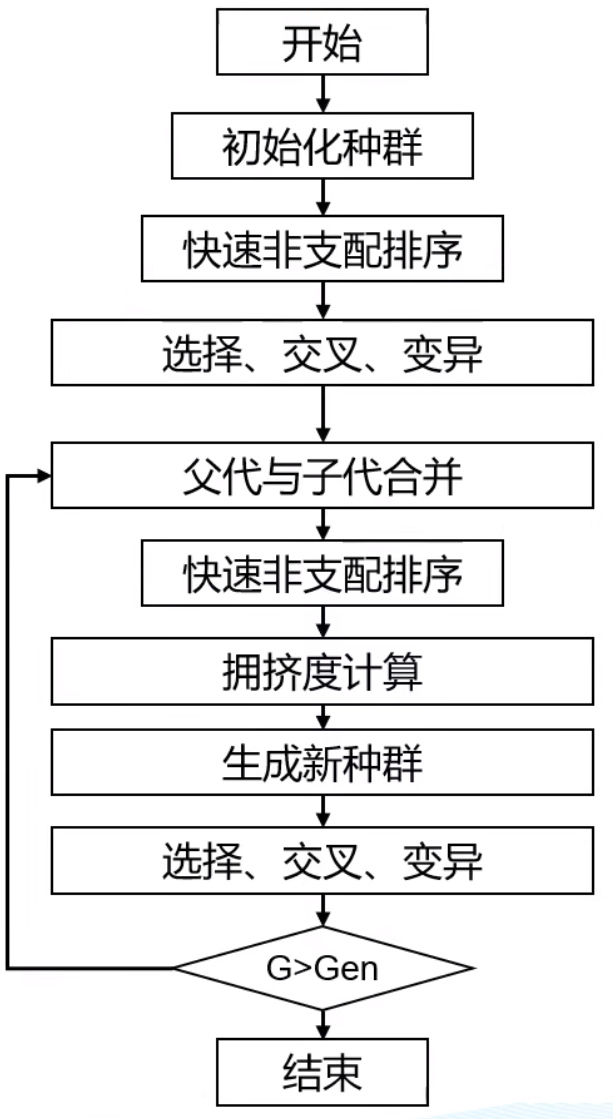 开始
初始化种群
快速非支配排序
选择、交叉、变异
父代与子代合并
快速非支配排序
拥挤度计算
生成新种群
选择、交叉、变异
G>Gen
结束